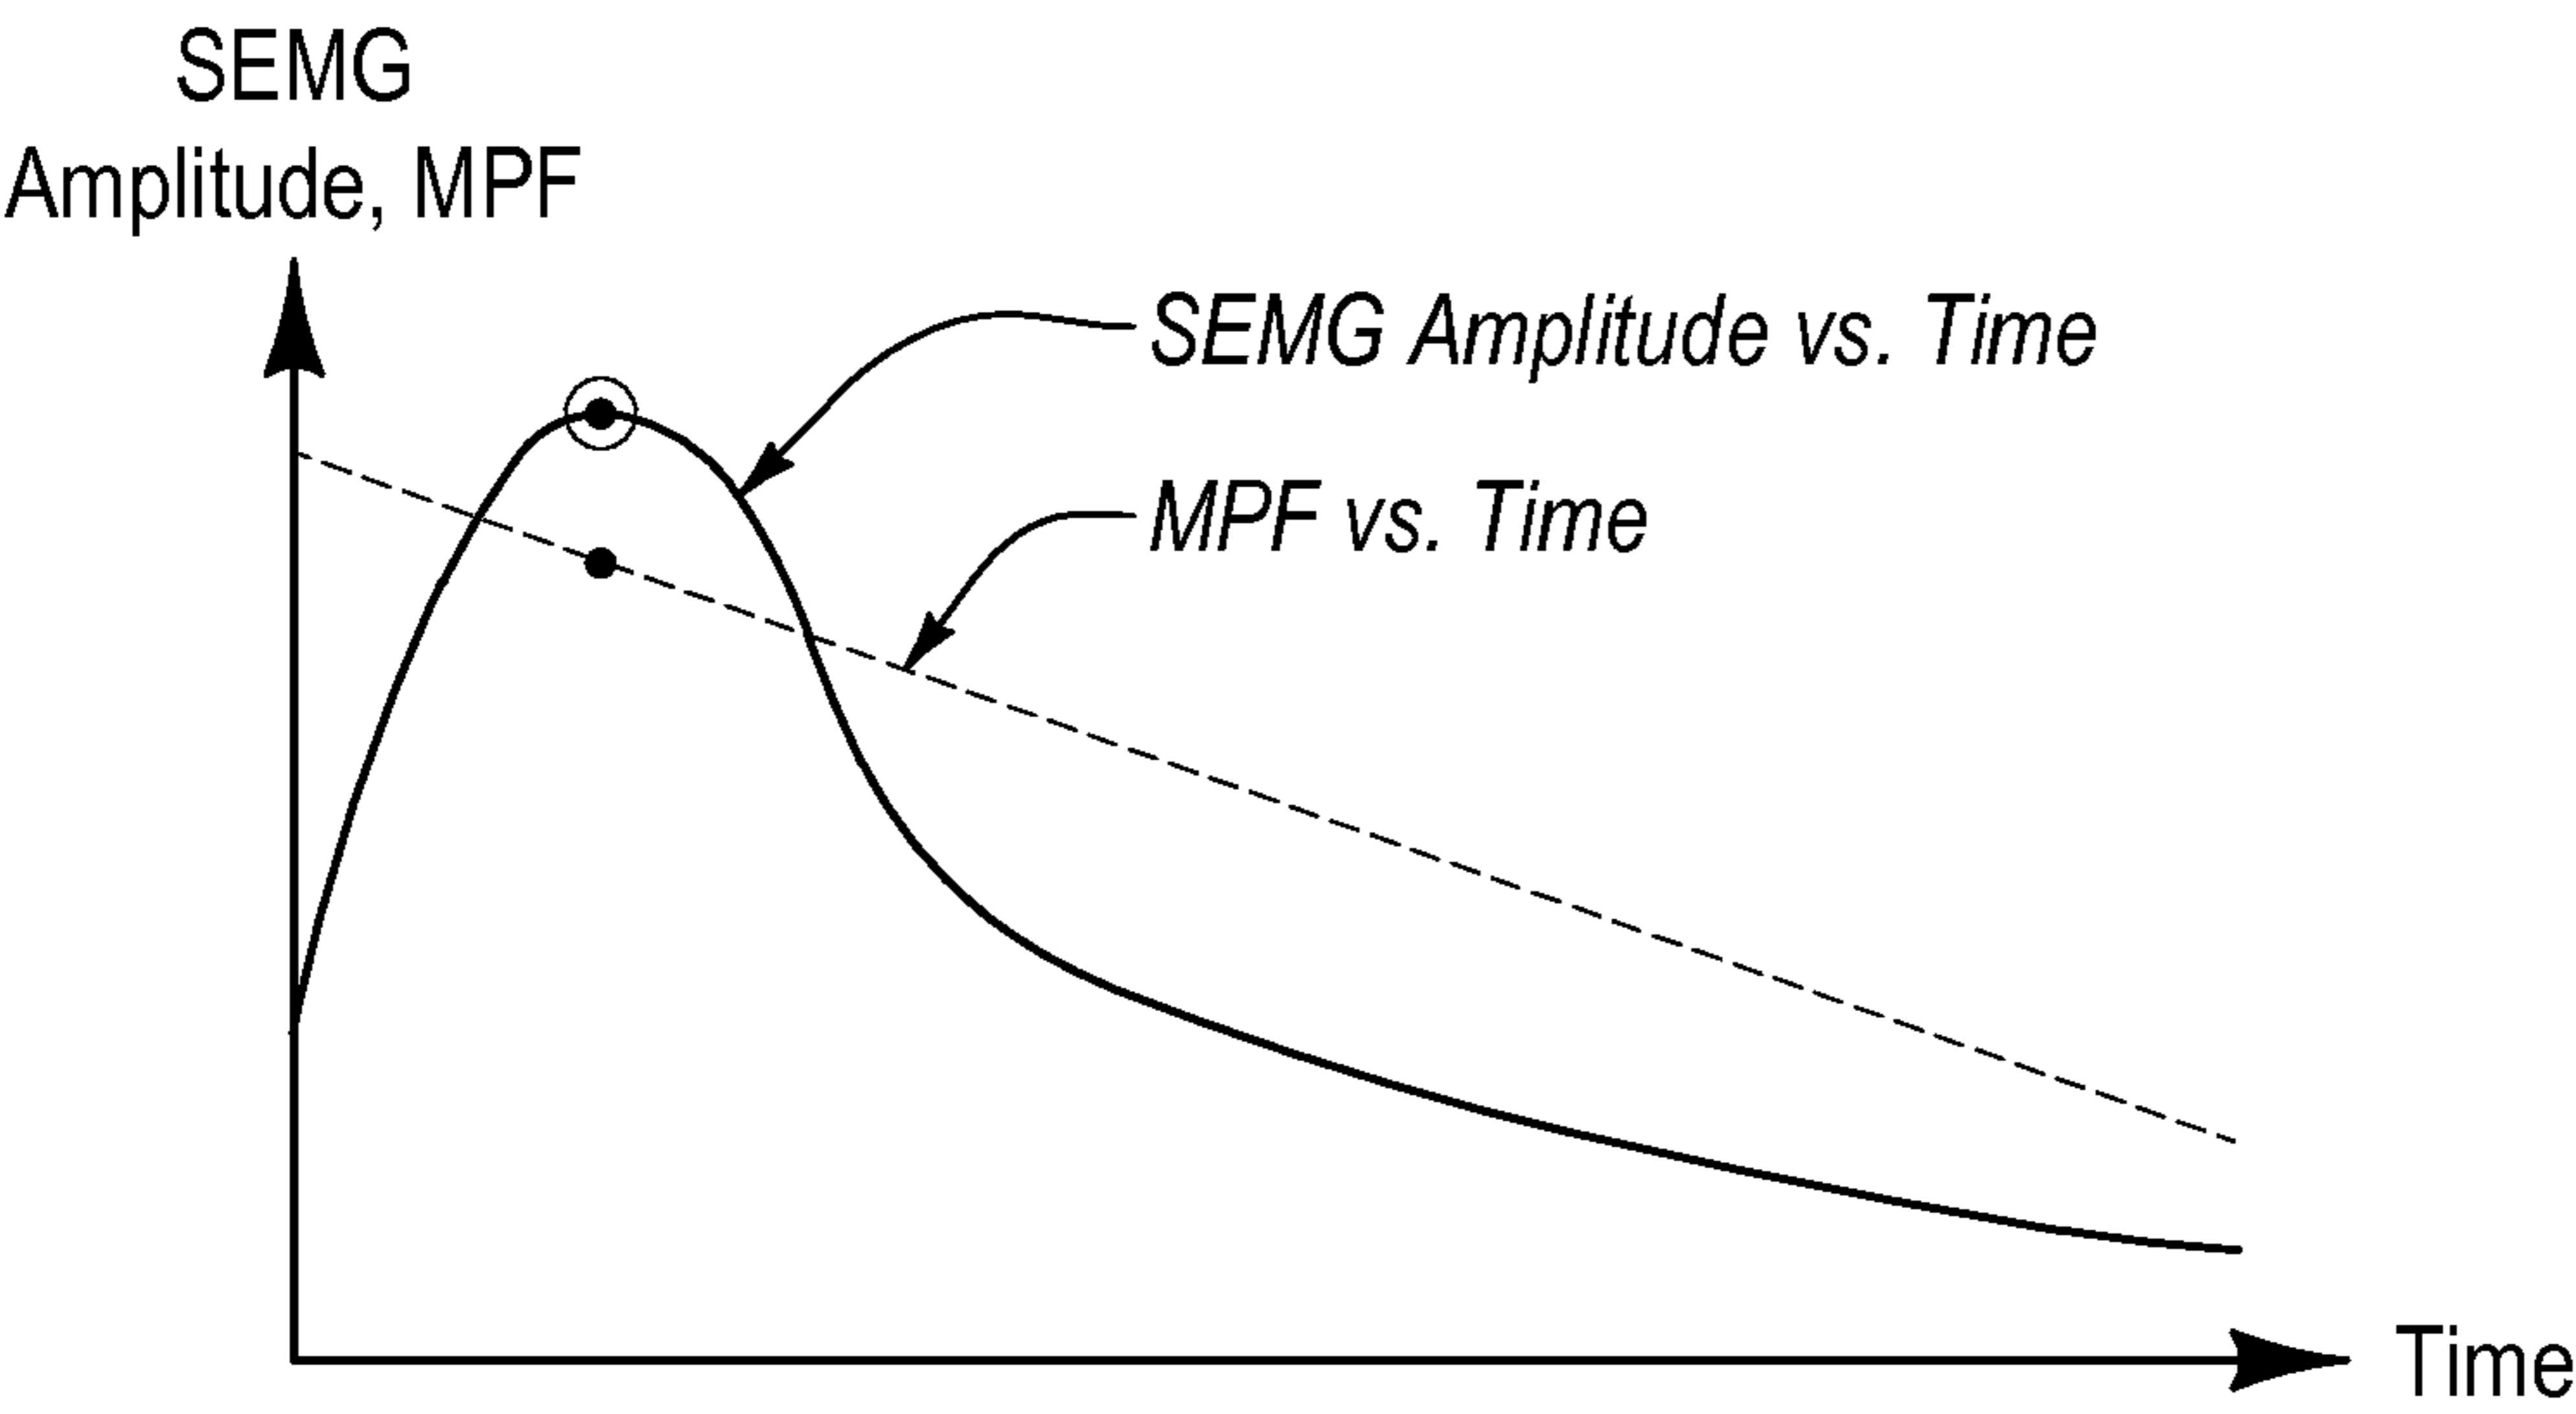 SEMG
Amplitude, MPF
SEMG Amplitude vs. Time
MPF vs. Time
Time